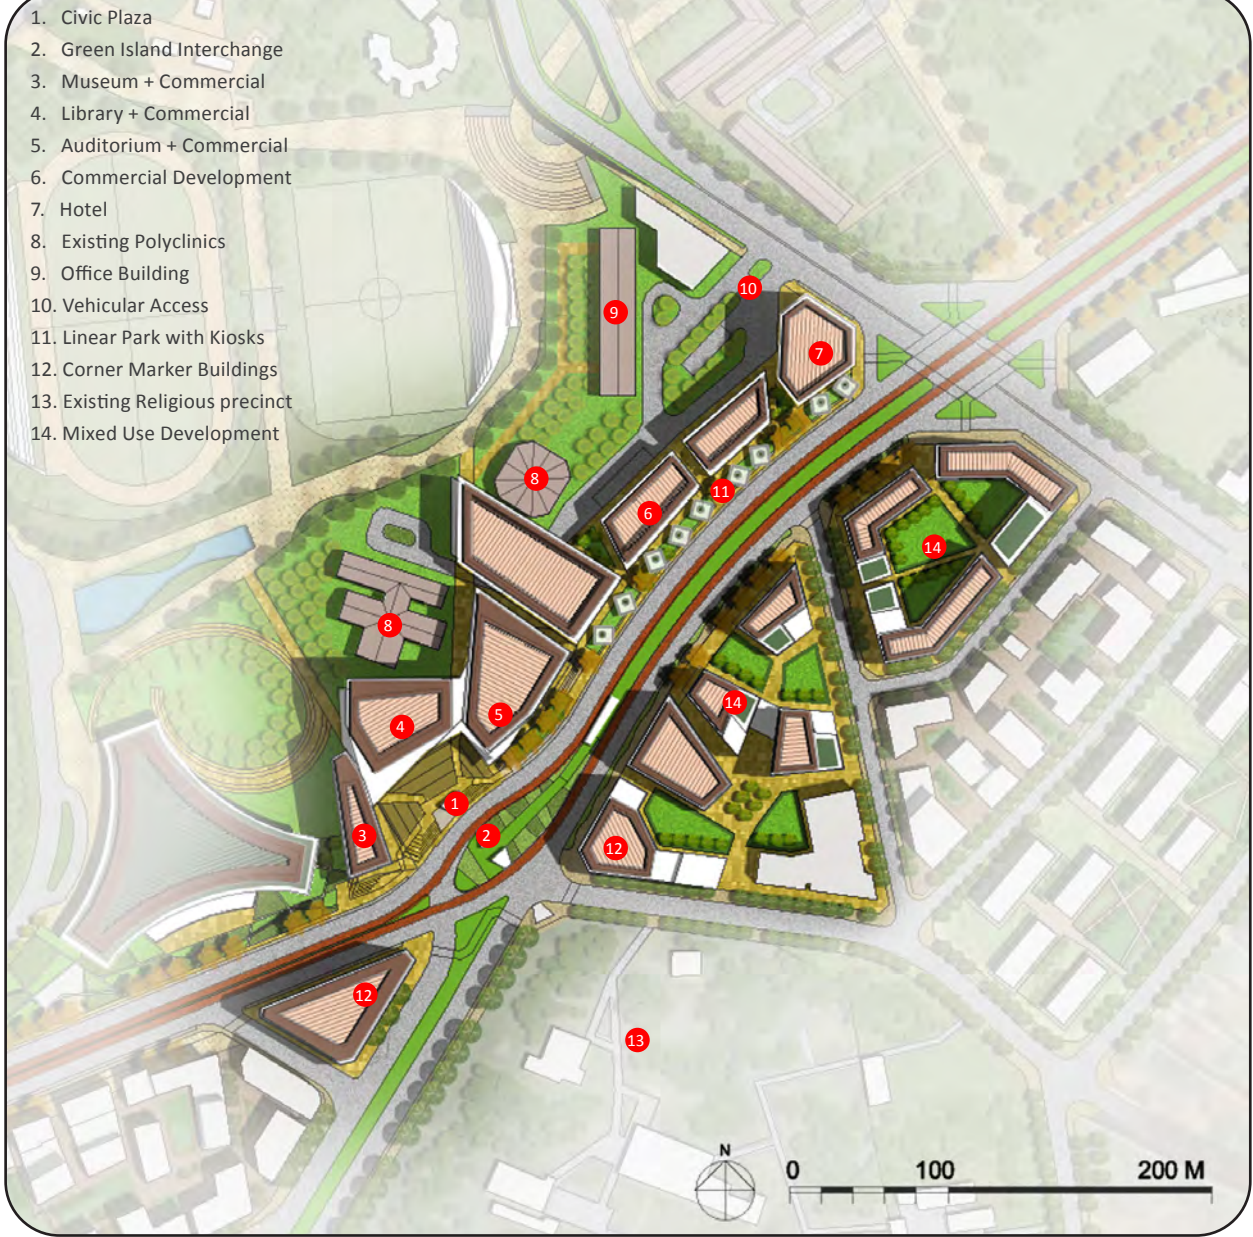 1. Civic Plaza
2. Green Island Interchange
3. Museum + Commercial
4. Library + Commercial
5. Auditorium + Commercial
6. Commercial Development
7. Hotel
8. Existing Polyclinics
9. Office Building
10. Vehicular Access
11. Linear Park with Kiosks
12. Corner Marker Buildings
13. Existing Religious precinct
14. Mixed Use Development
10
9
7
8
11
6
14
8
14
5
4
1
2
3
12
12
13
N
0 100 200 M